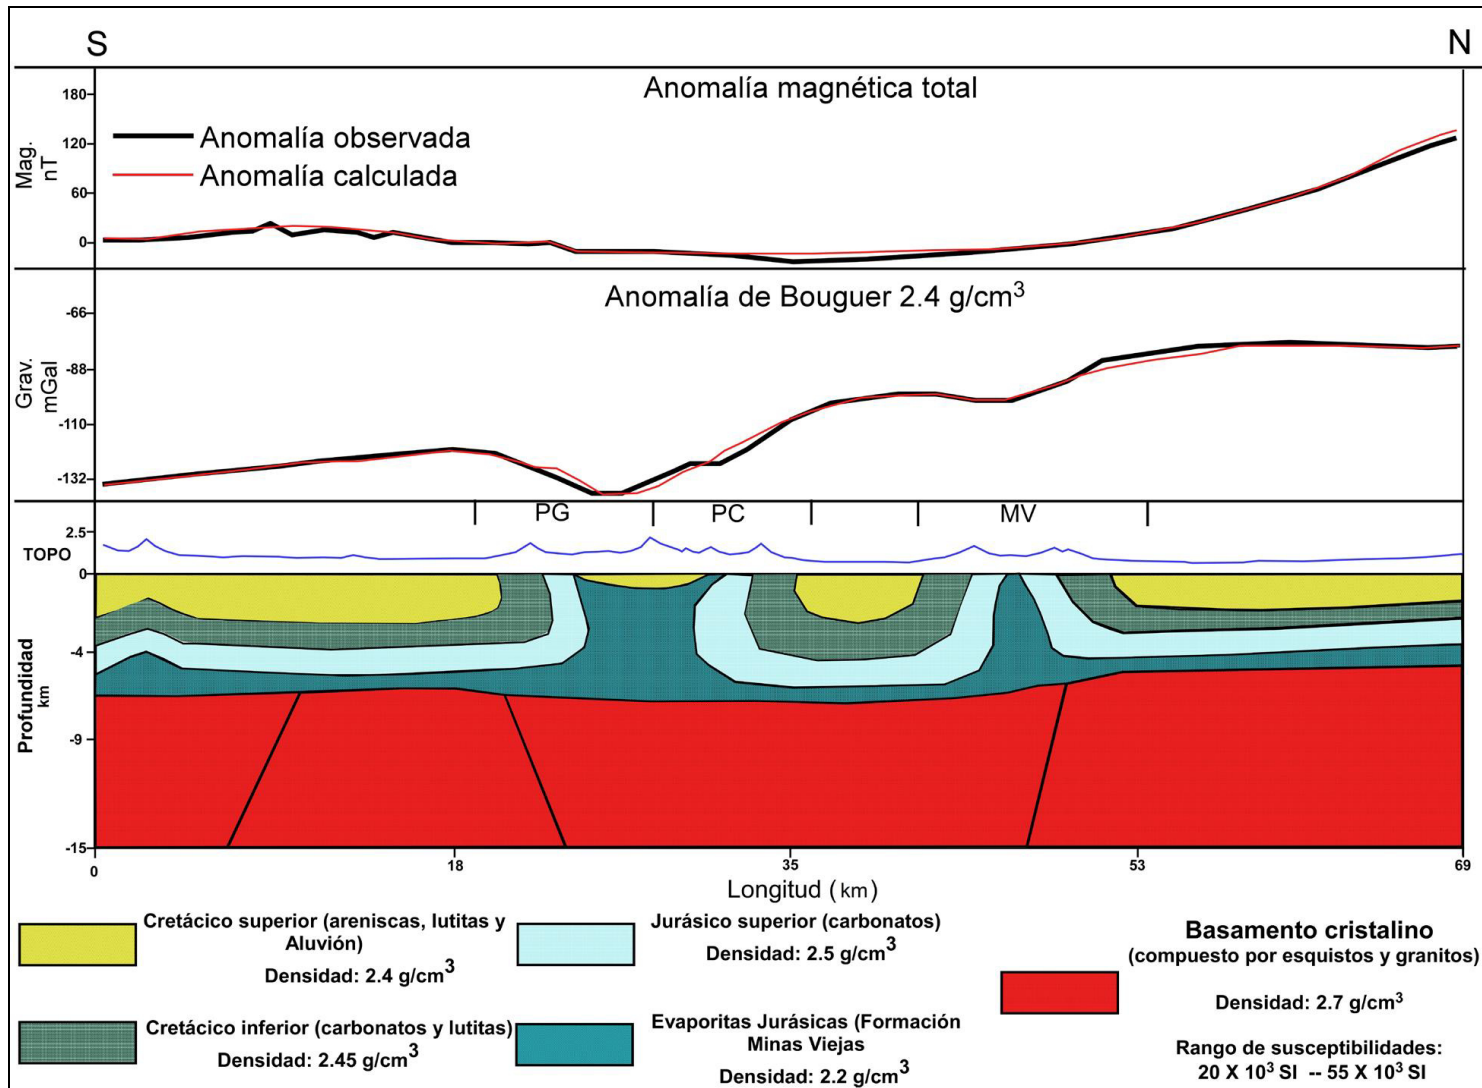 S
N
Anomalía magnética total
180
120
60
0
Mag.
nT
Anomalía observada
Anomalía calculada
Anomalía de Bouguer 2.4 g/cm³
-66
-88
-110
-132
Grav.
mGal
PG
PC
MV
2.5
TOPO
0
-4
-9
-15
Profundidad
km
0
18
35
53
69
Longitud (km)
Cretácico superior (areniscas, lutitas y
Aluvión)
Densidad: 2.4 g/cm³
Cretácico inferior (carbonatos y lutitas)
Densidad: 2.45 g/cm³
Jurásico superior (carbonatos)
Densidad: 2.5 g/cm³
Evaporitas Jurásicas (Formación
Minas Viejas
Densidad: 2.2 g/cm³
Basamento cristalino
(compuesto por esquistos y granitos)
Densidad: 2.7 g/cm³
Rango de susceptibilidades:
20 X 10³ SI -- 55 X 10³ SI